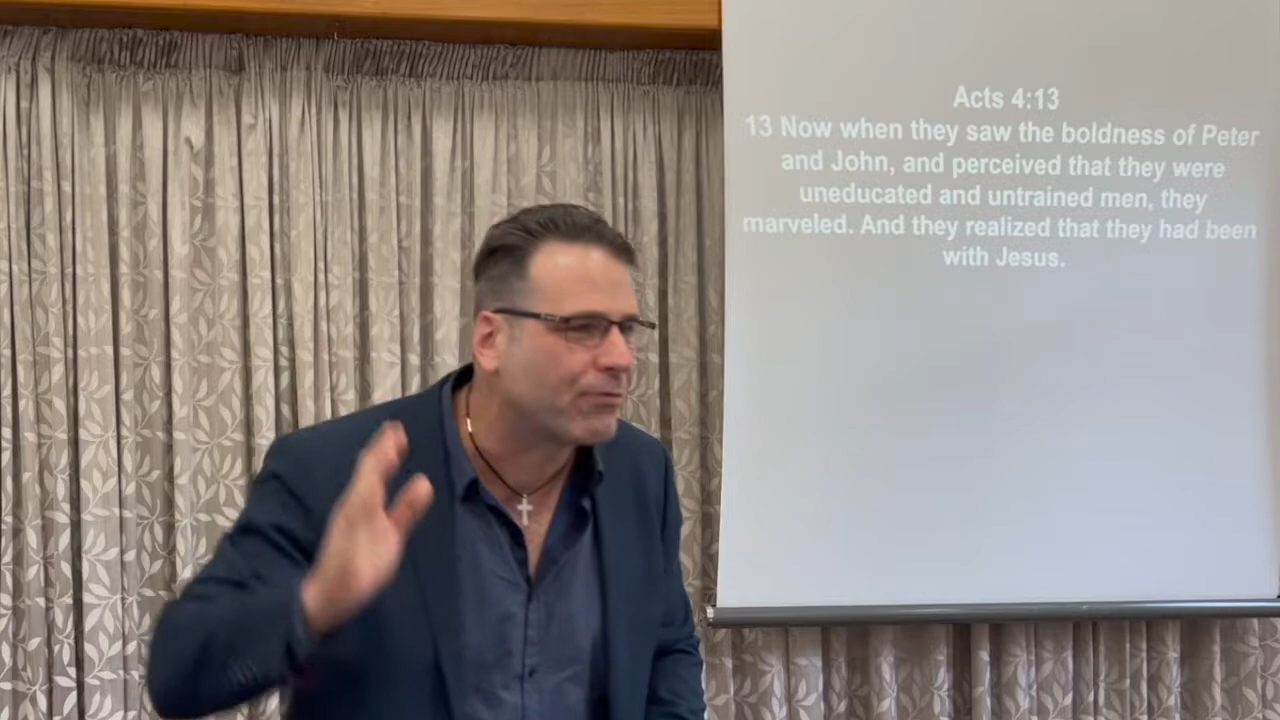 Acts 4:13
13 Now when they saw the boldness of Peter
and John, and perceived that they were
uneducated and untrained men, they
marveled. And they realized that they had been
with Jesus.